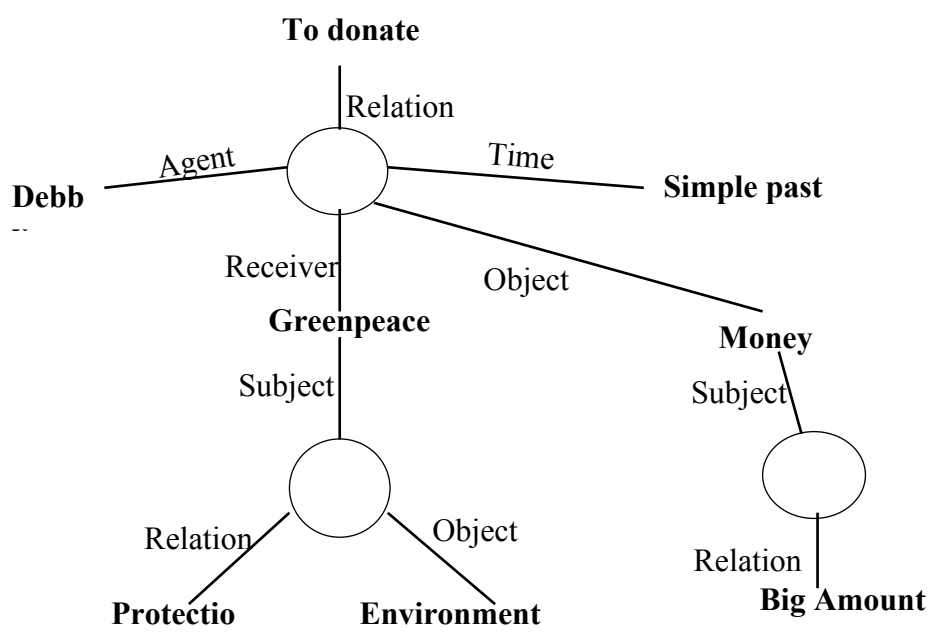 To donate
Relation
Agent
Time
Debb
Simple past
Receiver
Object
Greenpeace
Money
Subject
Subject
Relation
Object
Relation
Protectio
Environment
Big Amount